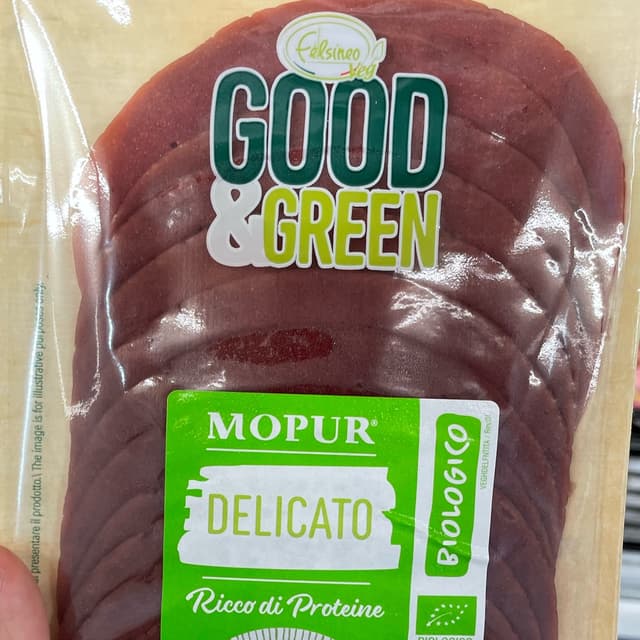 Felsineo
veg
GOOD
&GREEN
presentare il prodotto.\ The image is for illustrative purposes only.
MOPUR®
DELICATO
Ricco di Proteine
BIOLOGICO